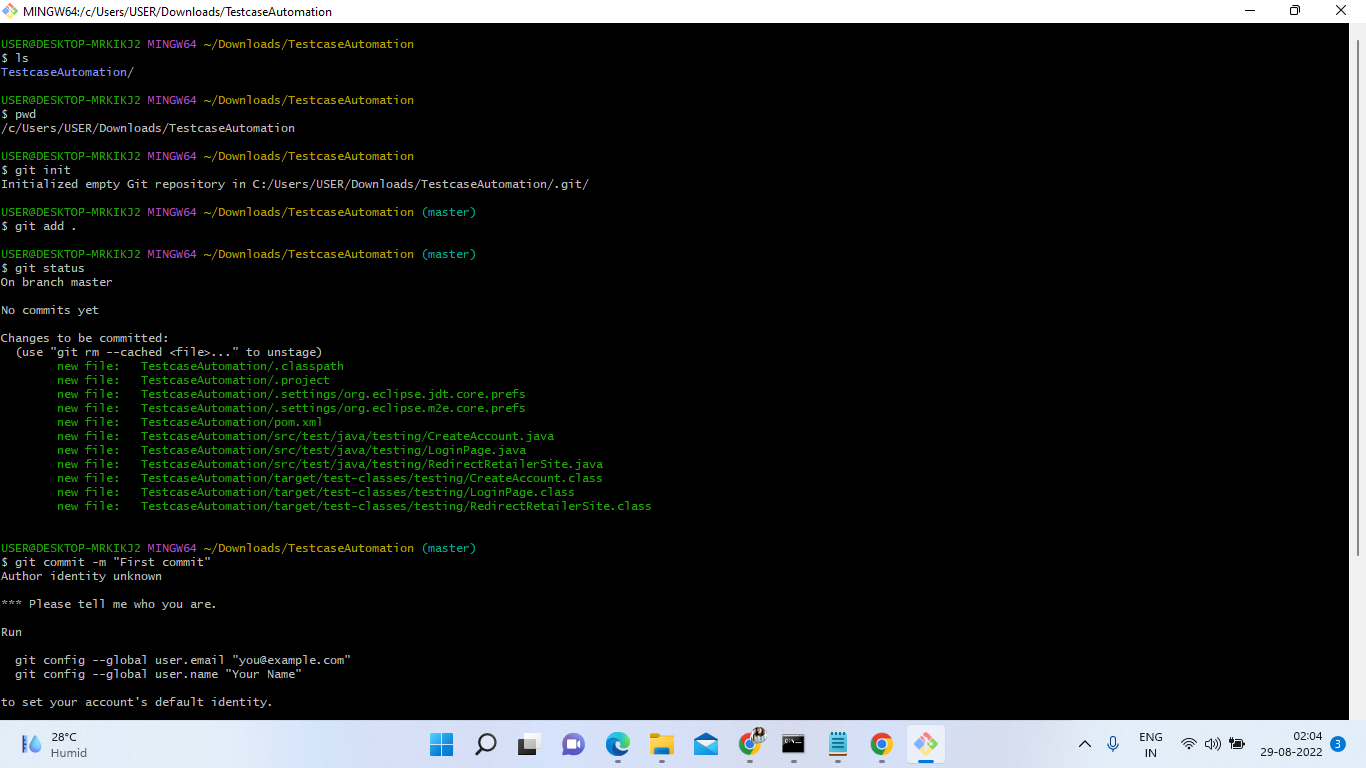 MINGW64:/c/Users/USER/Downloads/TestcaseAutomation
USER@DESKTOP-MRKIKJ2 MINGW64 ~/Downloads/TestcaseAutomation
$ ls
TestcaseAutomation/
USER@DESKTOP-MRKIKJ2 MINGW64 ~/Downloads/TestcaseAutomation
$ pwd
/c/Users/USER/Downloads/TestcaseAutomation
USER@DESKTOP-MRKIKJ2 MINGW64 ~/Downloads/TestcaseAutomation
$ git init
Initialized empty Git repository in C:/Users/USER/Downloads/TestcaseAutomation/.git/
USER@DESKTOP-MRKIKJ2 MINGW64 ~/Downloads/TestcaseAutomation (master)
$ git add .
USER@DESKTOP-MRKIKJ2 MINGW64 ~/Downloads/TestcaseAutomation (master)
$ git status
On branch master
No commits yet
Changes to be committed:
  (use "git rm --cached <file>..." to unstage)
        new file:   TestcaseAutomation/.classpath
        new file:   TestcaseAutomation/.project
        new file:   TestcaseAutomation/.settings/org.eclipse.jdt.core.prefs
        new file:   TestcaseAutomation/.settings/org.eclipse.m2e.core.prefs
        new file:   TestcaseAutomation/pom.xml
        new file:   TestcaseAutomation/src/test/java/testing/CreateAccount.java
        new file:   TestcaseAutomation/src/test/java/testing/LoginPage.java
        new file:   TestcaseAutomation/src/test/java/testing/RedirectRetailerSite.java
        new file:   TestcaseAutomation/target/test-classes/testing/CreateAccount.class
        new file:   TestcaseAutomation/target/test-classes/testing/LoginPage.class
        new file:   TestcaseAutomation/target/test-classes/testing/RedirectRetailerSite.class
USER@DESKTOP-MRKIKJ2 MINGW64 ~/Downloads/TestcaseAutomation (master)
$ git commit -m "First commit"
Author identity unknown
*** Please tell me who you are.
Run
  git config --global user.email "you@example.com"
  git config --global user.name "Your Name"
to set your account's default identity.
28°C
Humid
ENG
IN
02:04
29-08-2022
3